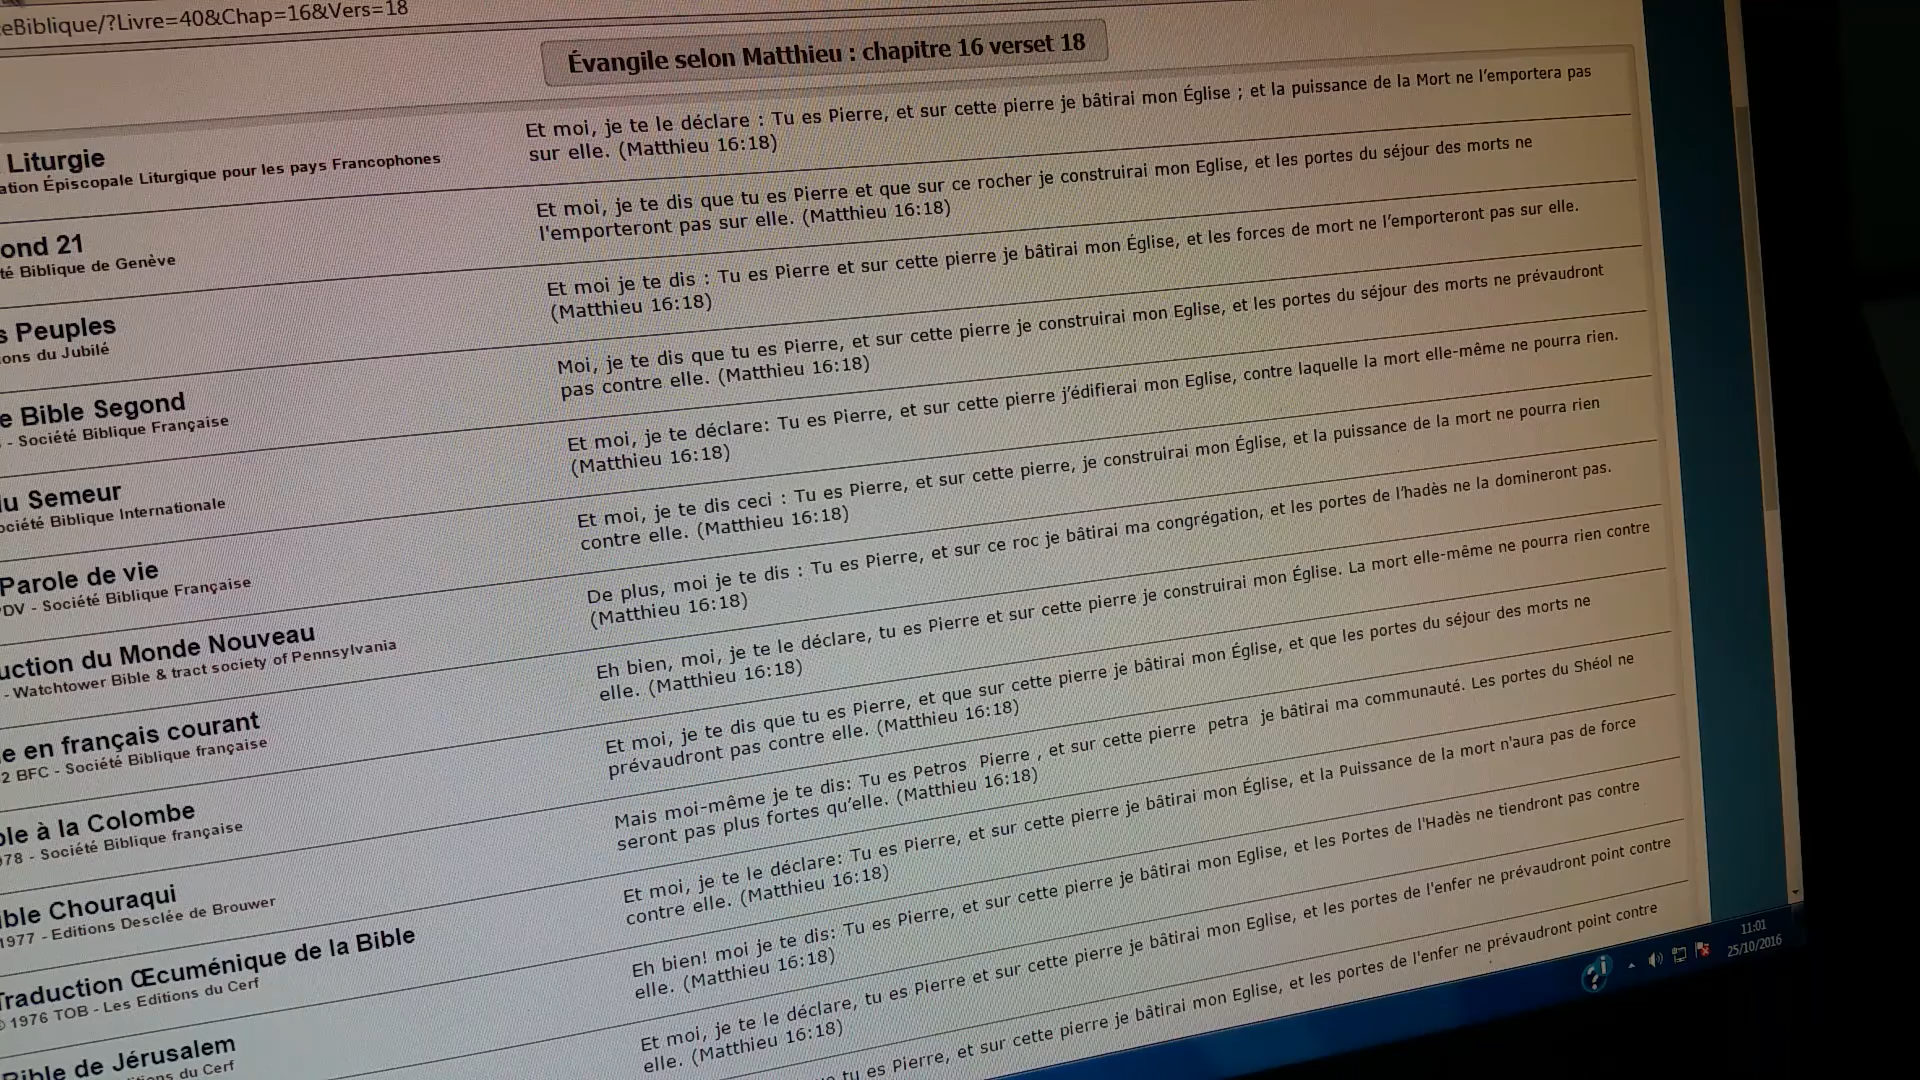 eBiblique/?Livre=40&Chap=16&Vers=18
Évangile selon Matthieu : chapitre 16 verset 18
Liturgie
ation Épiscopale Liturgique pour les pays Francophones
Et moi, je te le déclare : Tu es Pierre, et sur cette pierre je bâtirai mon Église ; et la puissance de la Mort ne l'emportera pas
sur elle. (Matthieu 16:18)
ond 21
té Biblique de Genève
Et moi, je te dis que tu es Pierre et que sur ce rocher je construirai mon Eglise, et les portes du séjour des morts ne
l'emporteront pas sur elle. (Matthieu 16:18)
s Peuples
ions du Jubilé
Et moi je te dis : Tu es Pierre et sur cette pierre je bâtirai mon Église, et les forces de mort ne l'emporteront pas sur elle.
(Matthieu 16:18)
e Bible Segond
- Société Biblique Française
Moi, je te dis que tu es Pierre, et sur cette pierre je construirai mon Eglise, et les portes du séjour des morts ne prévaudront
pas contre elle. (Matthieu 16:18)
du Semeur
ociété Biblique Internationale
Et moi, je te déclare: Tu es Pierre, et sur cette pierre j'édifierai mon Eglise, contre laquelle la mort elle-même ne pourra rien.
(Matthieu 16:18)
Parole de vie
PDV - Société Biblique Française
Et moi, je te dis ceci : Tu es Pierre, et sur cette pierre, je construirai mon Église, et la puissance de la mort ne pourra rien
contre elle. (Matthieu 16:18)
uction du Monde Nouveau
- Watchtower Bible & tract society of Pennsylvania
De plus, moi je te dis : Tu es Pierre, et sur ce roc je bâtirai ma congrégation, et les portes de l'hadès ne la domineront pas.
(Matthieu 16:18)
e en français courant
2 BFC - Société Biblique française
Eh bien, moi, je te le déclare, tu es Pierre et sur cette pierre je construirai mon Église. La mort elle-même ne pourra rien contre
elle. (Matthieu 16:18)
ble à la Colombe
978 - Société Biblique française
Et moi, je te dis que tu es Pierre, et que sur cette pierre je bâtirai mon Église, et que les portes du séjour des morts ne
prévaudront pas contre elle. (Matthieu 16:18)
ible Chouraqui
1977 - Editions Desclée de Brouwer
Mais moi-même je te dis: Tu es Petros Pierre , et sur cette pierre petra je bâtirai ma communauté. Les portes du Shéol ne
seront pas plus fortes qu'elle. (Matthieu 16:18)
Traduction Œcuménique de la Bible
© 1976 TOB - Les Editions du Cerf
Et moi, je te le déclare: Tu es Pierre, et sur cette pierre je bâtirai mon Église, et la Puissance de la mort n'aura pas de force
contre elle. (Matthieu 16:18)
Bible de Jérusalem
itions du Cerf
Eh bien! moi je te dis: Tu es Pierre, et sur cette pierre je bâtirai mon Eglise, et les Portes de l'Hadès ne tiendront pas contre
elle. (Matthieu 16:18)
Et moi, je te le déclare, tu es Pierre et sur cette pierre je bâtirai mon Eglise, et les portes de l'enfer ne prévaudront point contre
elle. (Matthieu 16:18)
tu es Pierre, et sur cette pierre je bâtirai mon Eglise, et les portes de l'enfer ne prévaudront point contre
11:01
25/10/2016